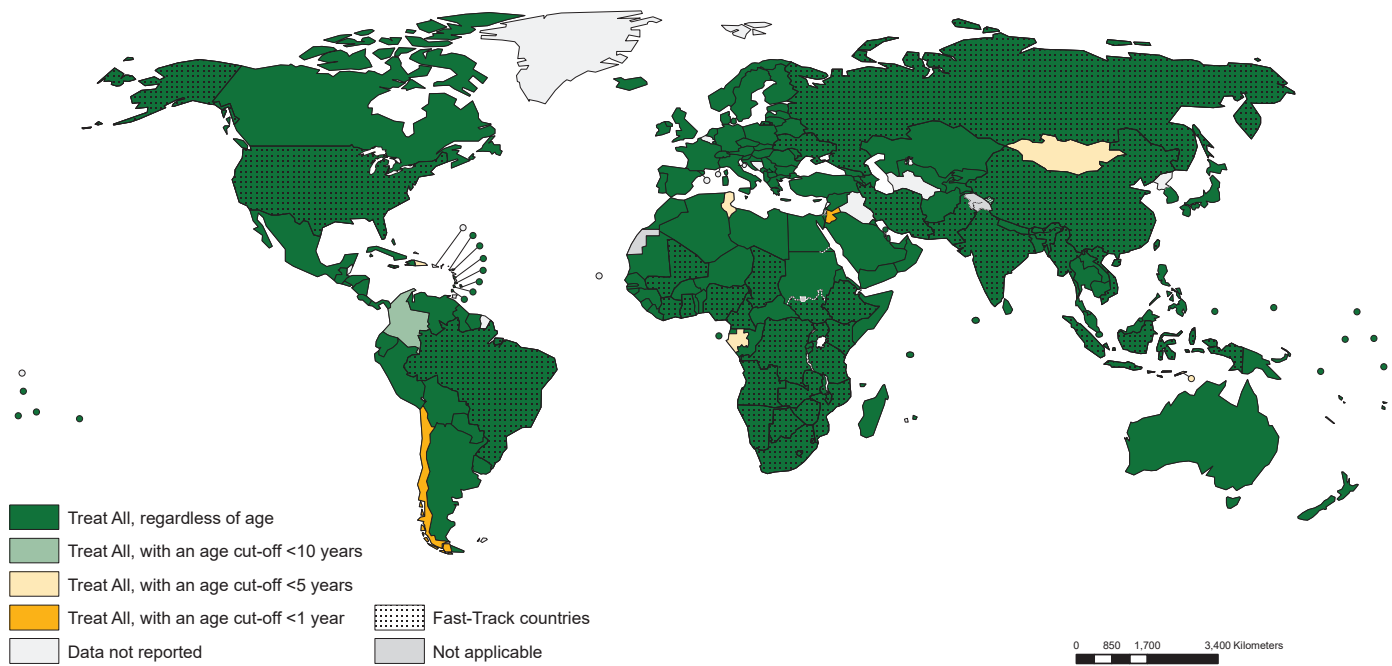 Treat All, regardless of age
Treat All, with an age cut-off <10 years
Treat All, with an age cut-off <5 years
Treat All, with an age cut-off <1 year
Fast-Track countries
Data not reported
Not applicable
0 850 1,700 3,400 Kilometers